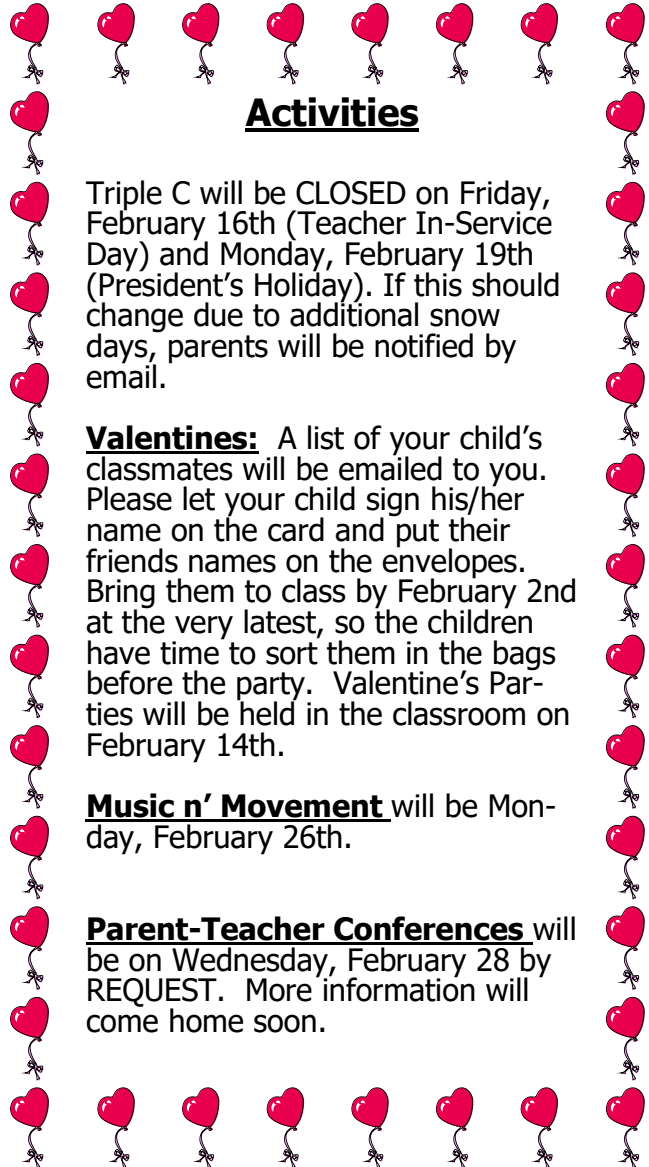 Activities
Triple C will be CLOSED on Friday,
February 16th (Teacher In-Service
Day) and Monday, February 19th
(President’s Holiday). If this should
change due to additional snow
days, parents will be notified by
email.
Valentines:  A list of your child’s
classmates will be emailed to you.
Please let your child sign his/her
name on the card and put their
friends names on the envelopes.
Bring them to class by February 2nd
at the very latest, so the children
have time to sort them in the bags
before the party.  Valentine’s Par-
ties will be held in the classroom on
February 14th.
Music n’ Movement will be Mon-
day, February 26th.
Parent-Teacher Conferences will
be on Wednesday, February 28 by
REQUEST.  More information will
come home soon.